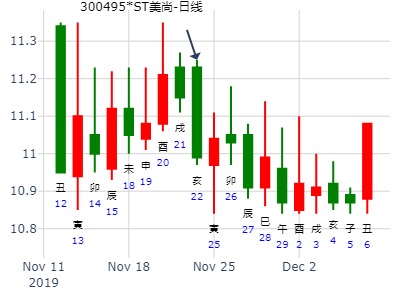 300495*ST美尚-日线
11.3
11.2
11.1
11
10.9
10.8
丑
12
寅
13
卯
14
辰
15
未
18
申
19
酉
20
戌
21
亥
22
寅
25
卯
26
辰
27
巳
28
午
29
酉
2
戌
3
亥
4
子
5
丑
6
Nov 11
2019
Nov 18
Nov 25
Dec 2